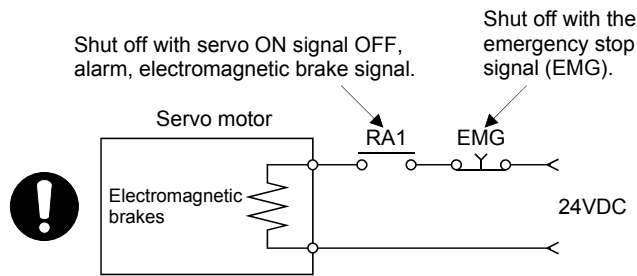 Shut off with servo ON signal OFF,
alarm, electromagnetic brake signal.
Shut off with the
emergency stop
signal (EMG).
Servo motor
RA1
EMG
Electromagnetic
brakes
24VDC